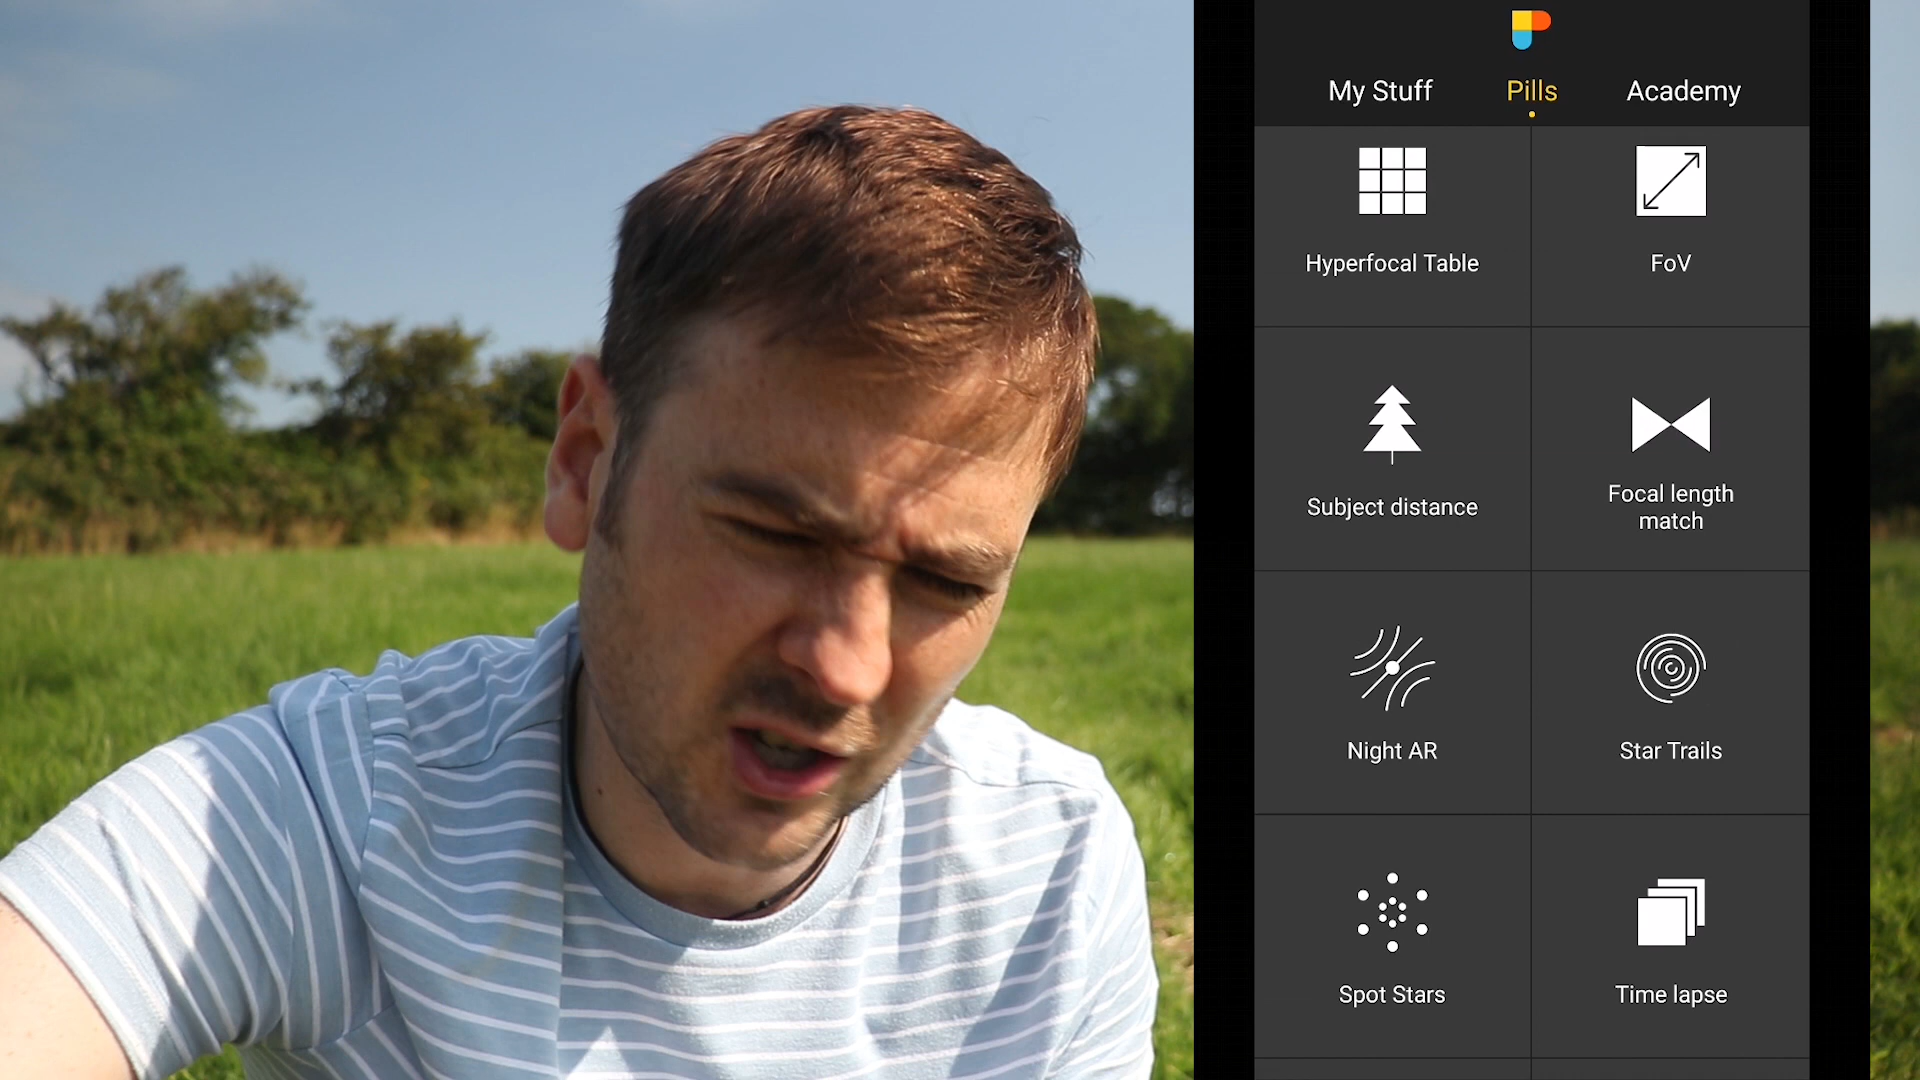 My Stuff
Pills
Academy
Hyperfocal Table
FoV
Subject distance
Focal length
match
Night AR
Star Trails
Spot Stars
Time lapse